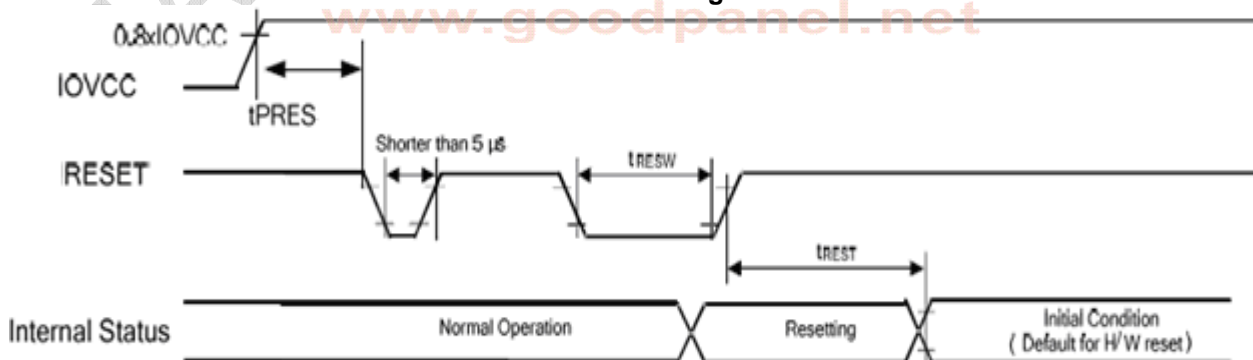 www.goodpanel.net
0.8xIOVCC
IOVCC
tPRES
Shorter than 5 μs
RESET
tRESW
tREST
Internal Status
Normal Operation
Resetting
Initial Condition
( Default for H/W reset )